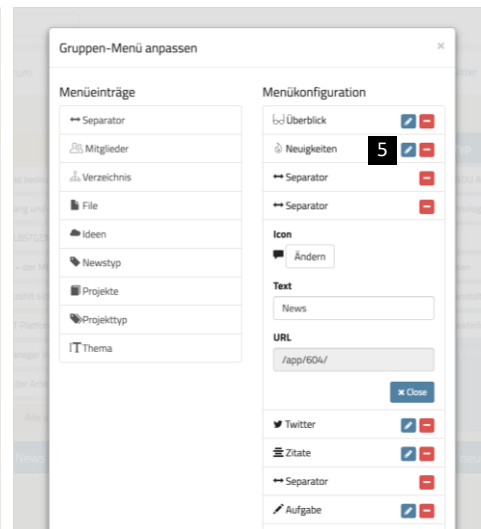 Gruppen-Menü anpassen
×
Menüeinträge
Separator
Mitglieder
Verzeichnis
File
Ideen
Newstyp
Projekte
Projekttyp
Thema
Menükonfiguration
Überblick
Neuigkeiten
5
Separator
Separator
Icon
Ändern
Text
News
URL
/app/604/
× Close
Twitter
Zitate
Separator
Aufgabe
News